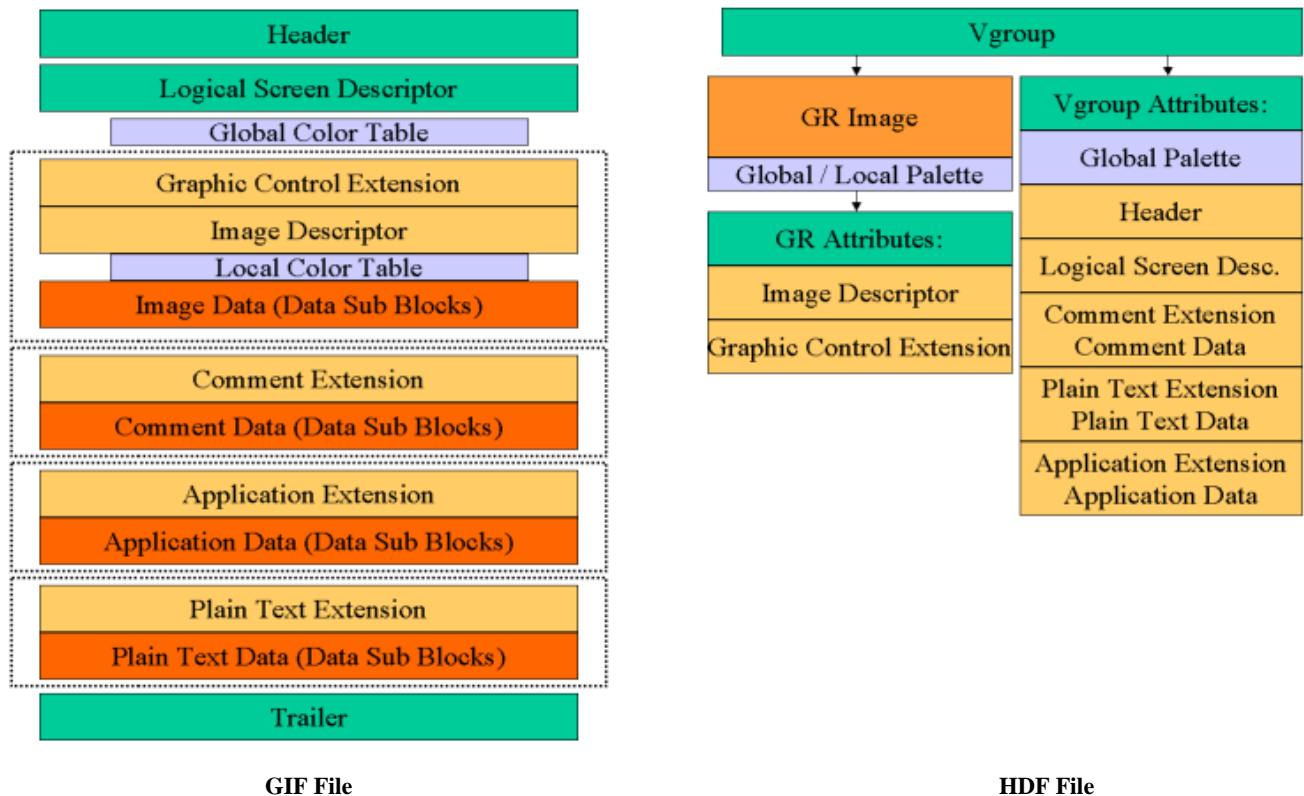 Header
Logical Screen Descriptor
Global Color Table
Graphic Control Extension
Image Descriptor
Local Color Table
Image Data (Data Sub Blocks)
Comment Extension
Comment Data (Data Sub Blocks)
Application Extension
Application Data (Data Sub Blocks)
Plain Text Extension
Plain Text Data (Data Sub Blocks)
Trailer
GIF File
Vgroup
GR Image
Global / Local Palette
GR Attributes:
Image Descriptor
Graphic Control Extension
Vgroup Attributes:
Global Palette
Header
Logical Screen Desc.
Comment Extension
Comment Data
Plain Text Extension
Plain Text Data
Application Extension
Application Data
HDF File